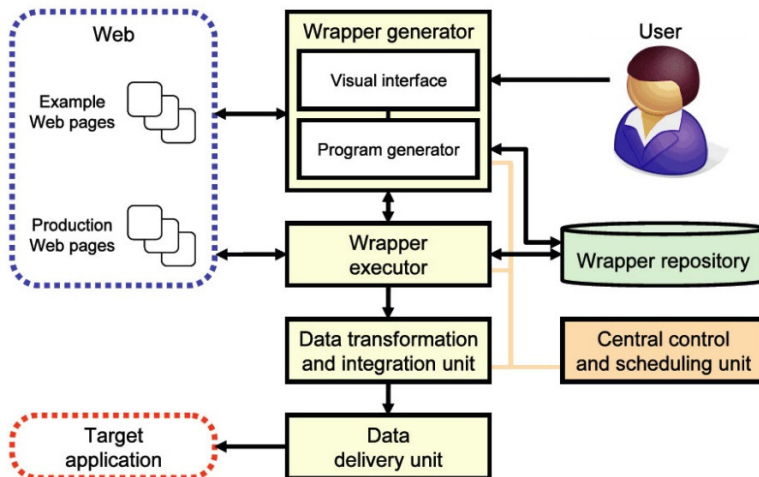 Web
Example
Web pages
Production
Web pages
Wrapper generator
Visual interface
Program generator
User
Wrapper
executor
Wrapper repository
Data transformation
and integration unit
Central control
and scheduling unit
Target
application
Data
delivery unit